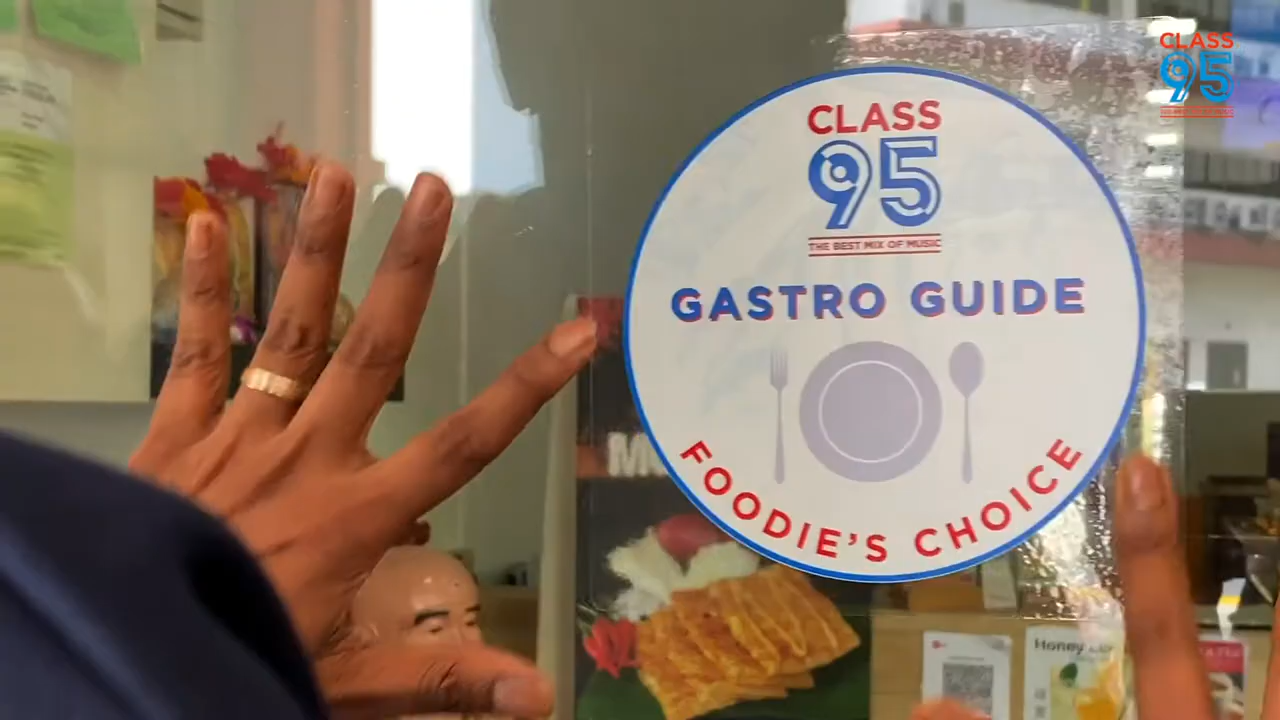 CLASS
95
THE BEST MIX OF MUSIC
GASTRO GUIDE
FOODIE'S CHOICE
CLASS
95
Honey